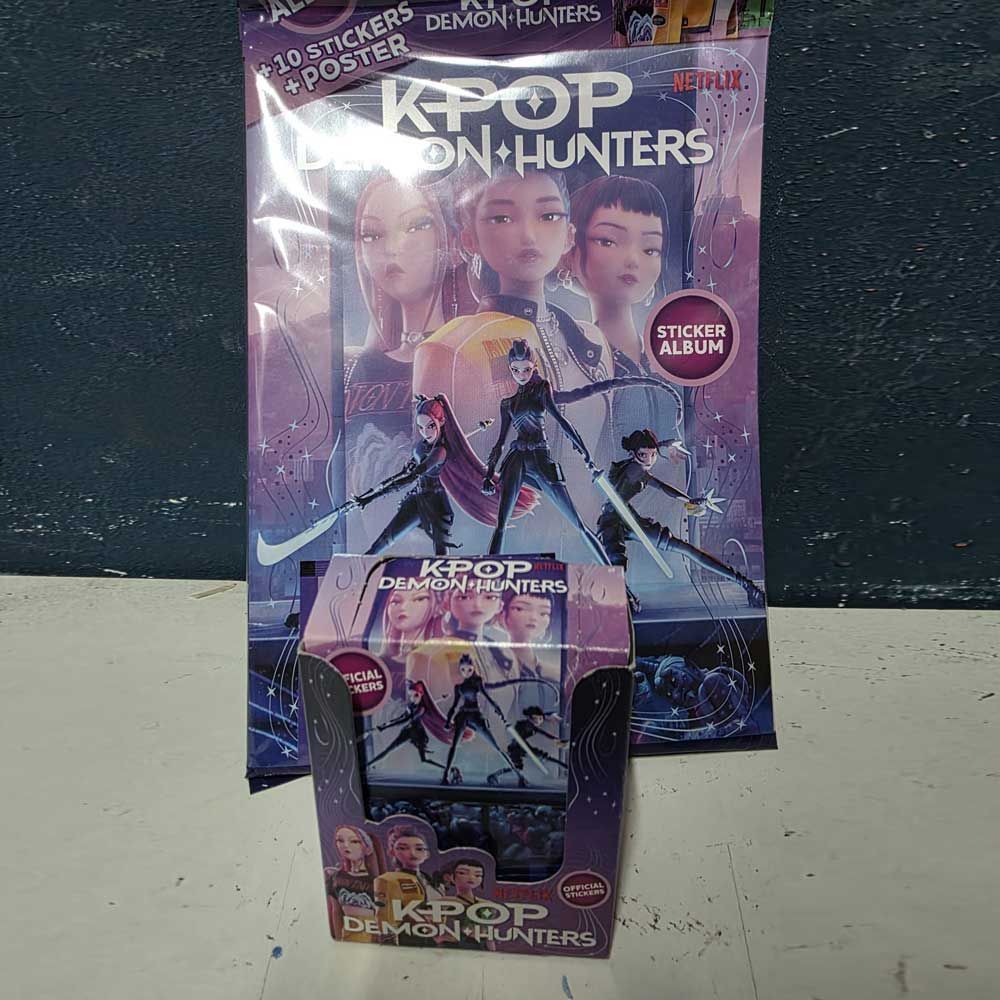 + 10 STICKERS
+ POSTER
K-POP
DEMON HUNTERS
NETFLIX
K-POP
DEMON HUNTERS
STICKER
ALBUM
K-POP
NETFLIX
DEMON HUNTERS
STICKERS
NETFLIX
OFFICIAL
STICKERS
K-POP
DEMON HUNTERS